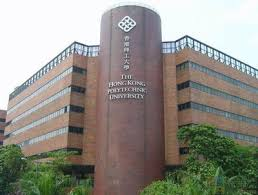 香港理工大學
THE
HONG KONG
POLYTECHNIC
UNIVERSITY